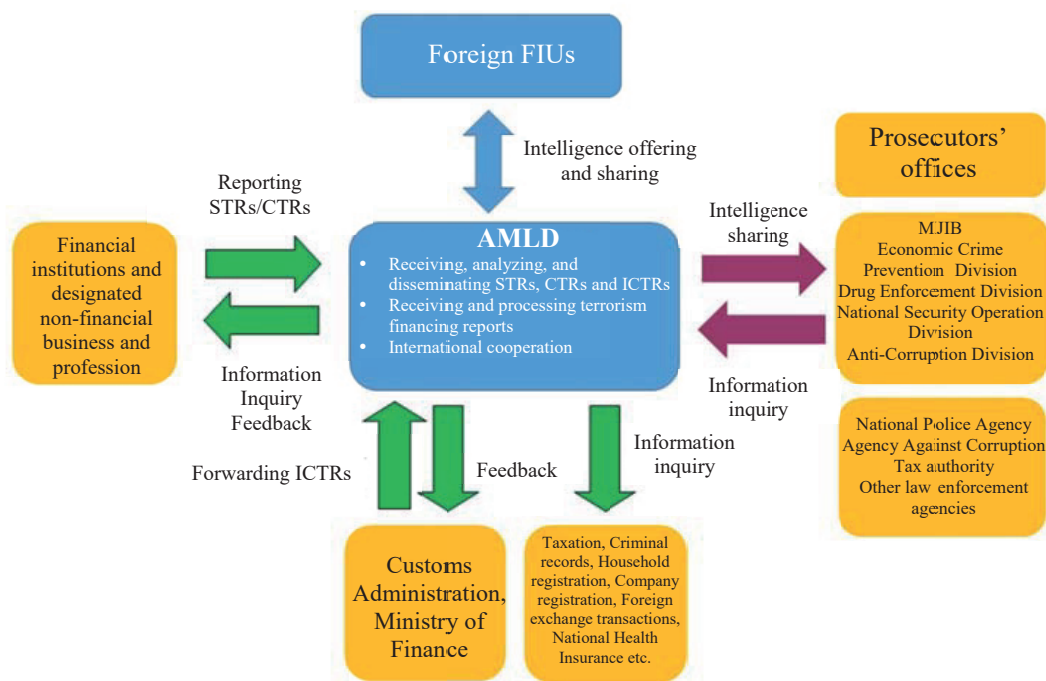 Foreign FIUs
Intelligence offering
and sharing
Prosecutors’
offices
Reporting
STRs/CTRs
Intelligence
sharing
Financial
institutions and
designated
non-financial
business and
profession
AMLD
• Receiving, analyzing, and
disseminating STRs, CTRs and ICTRs
• Receiving and processing terrorism
financing reports
• International cooperation
MJIB
Economic Crime
Prevention Division
Drug Enforcement Division
National Security Operation
Division
Anti-Corruption Division
Information
Inquiry
Feedback
Information
inquiry
Forwarding ICTRs
Feedback
Information
inquiry
National Police Agency
Agency Against Corruption
Tax authority
Other law enforcement
agencies
Customs
Administration,
Ministry of
Finance
Taxation, Criminal
records, Household
registration, Company
registration, Foreign
exchange transactions,
National Health
Insurance etc.